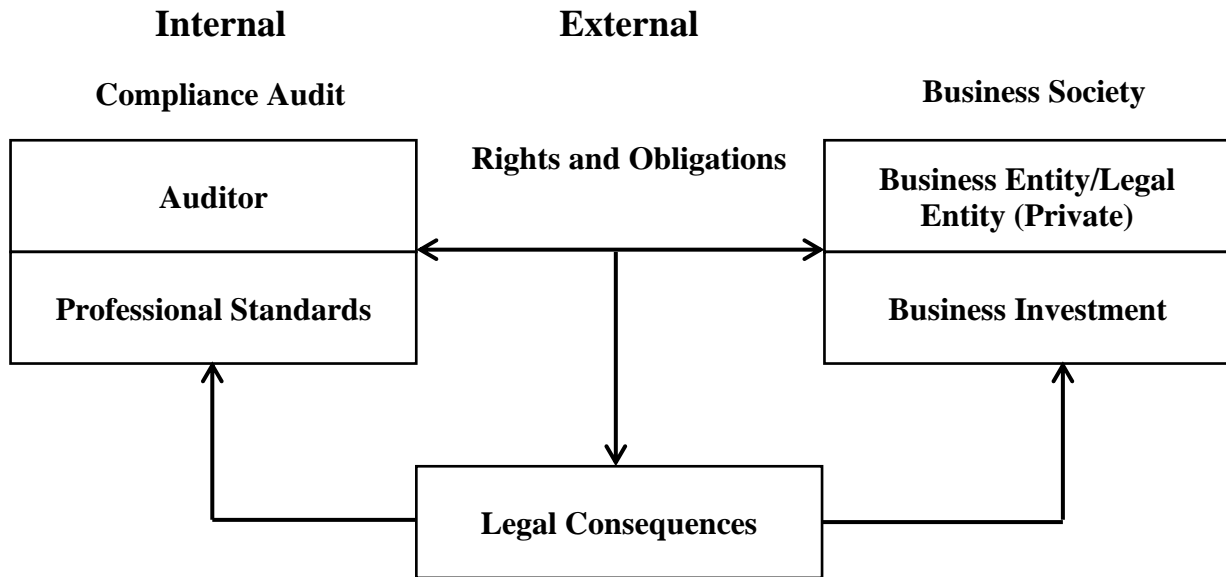 Internal
External
Compliance Audit
Business Society
Rights and Obligations
Auditor
Business Entity/Legal
Entity (Private)
Professional Standards
Business Investment
Legal Consequences